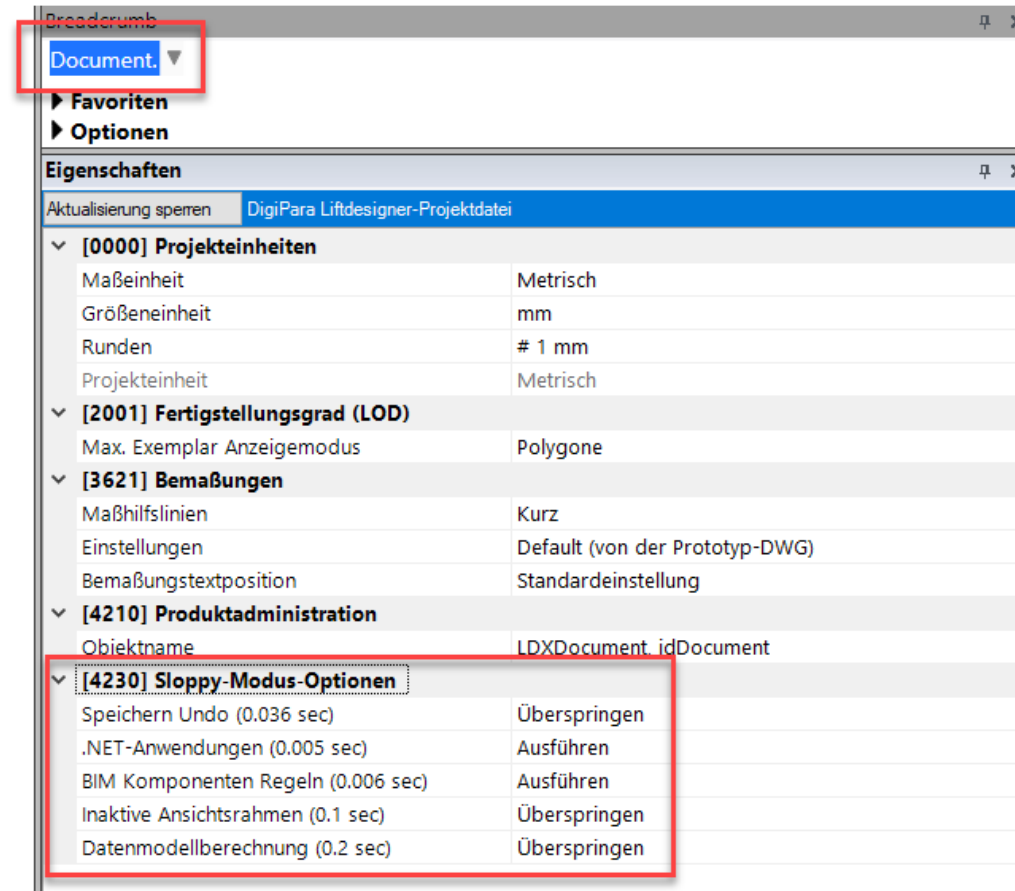 Breadcrumb
Document.
Favoriten
Optionen
Eigenschaften
Aktualisierung sperren DigiPara Liftdesigner-Projektdatei
[0000] Projekteinheiten
Maßeinheit Metrisch
Größeneinheit mm
Runden # 1 mm
Projekteinheit Metrisch
[2001] Fertigstellungsgrad (LOD)
Max. Exemplar Anzeigemodus Polygone
[3621] Bemaßungen
Maßhilfslinien Kurz
Einstellungen Default (von der Prototyp-DWG)
Bemaßungstextposition Standardeinstellung
[4210] Produktadministration
Objektname LDXDocument, idDocument
[4230] Sloppy-Modus-Optionen
Speichern Undo (0.036 sec) Überspringen
.NET-Anwendungen (0.005 sec) Ausführen
BIM Komponenten Regeln (0.006 sec) Ausführen
Inaktive Ansichtsrahmen (0.1 sec) Überspringen
Datenmodellberechnung (0.2 sec) Überspringen